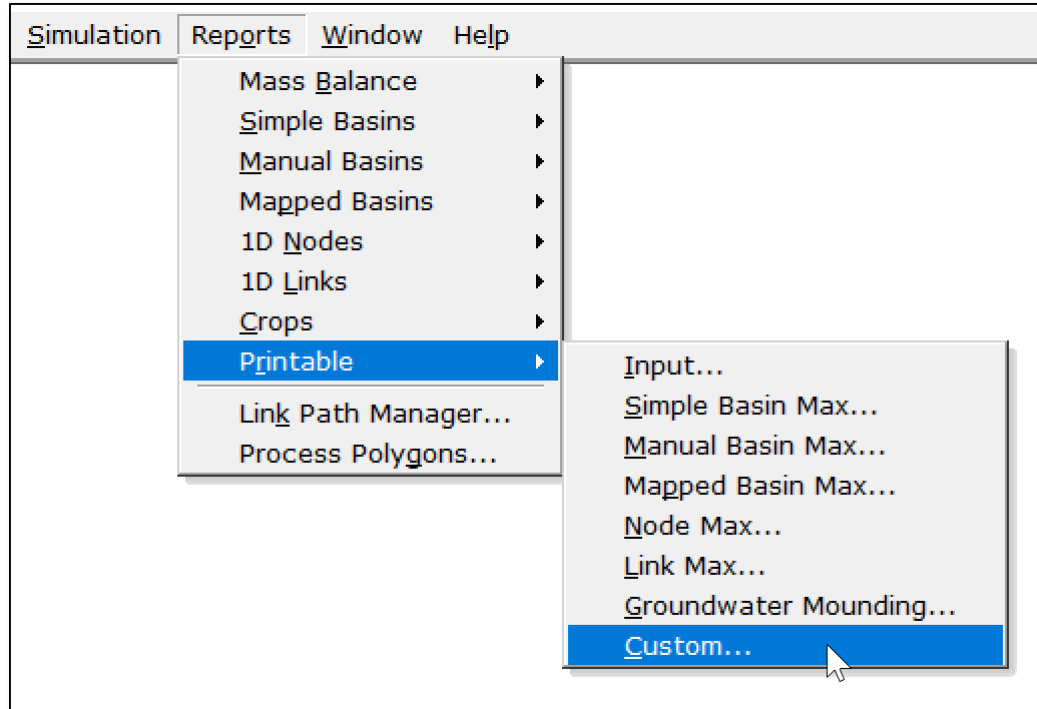 Simulation Reports Window Help
Mass Balance
Simple Basins
Manual Basins
Mapped Basins
1D Nodes
1D Links
Crops
Printable
Link Path Manager...
Process Polygons...
Input...
Simple Basin Max...
Manual Basin Max...
Mapped Basin Max...
Node Max...
Link Max...
Groundwater Mounding...
Custom...